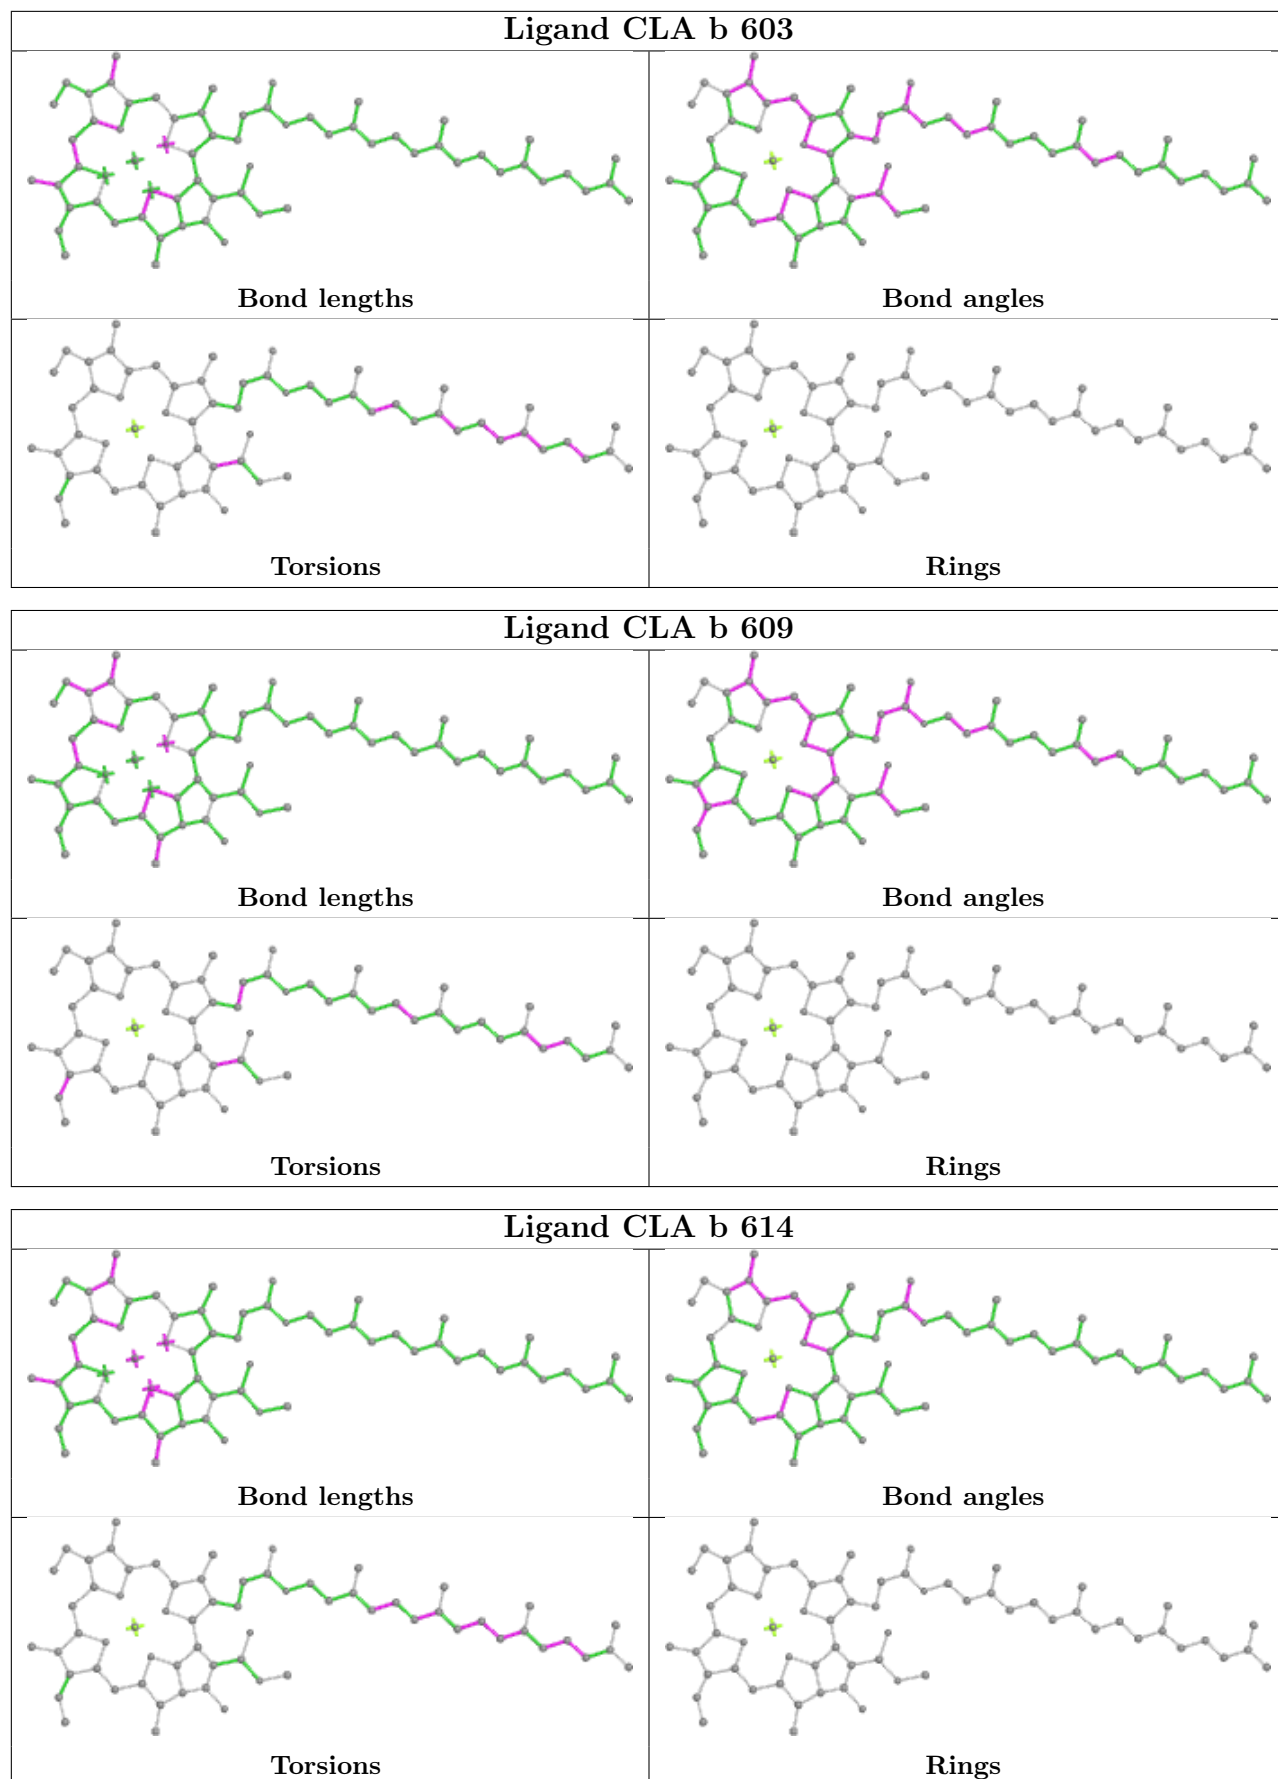 Ligand CLA b 603
Bond lengths
Bond angles
Torsions
Rings
Ligand CLA b 609
Bond lengths
Bond angles
Torsions
Rings
Ligand CLA b 614
Bond lengths
Bond angles
Torsions
Rings